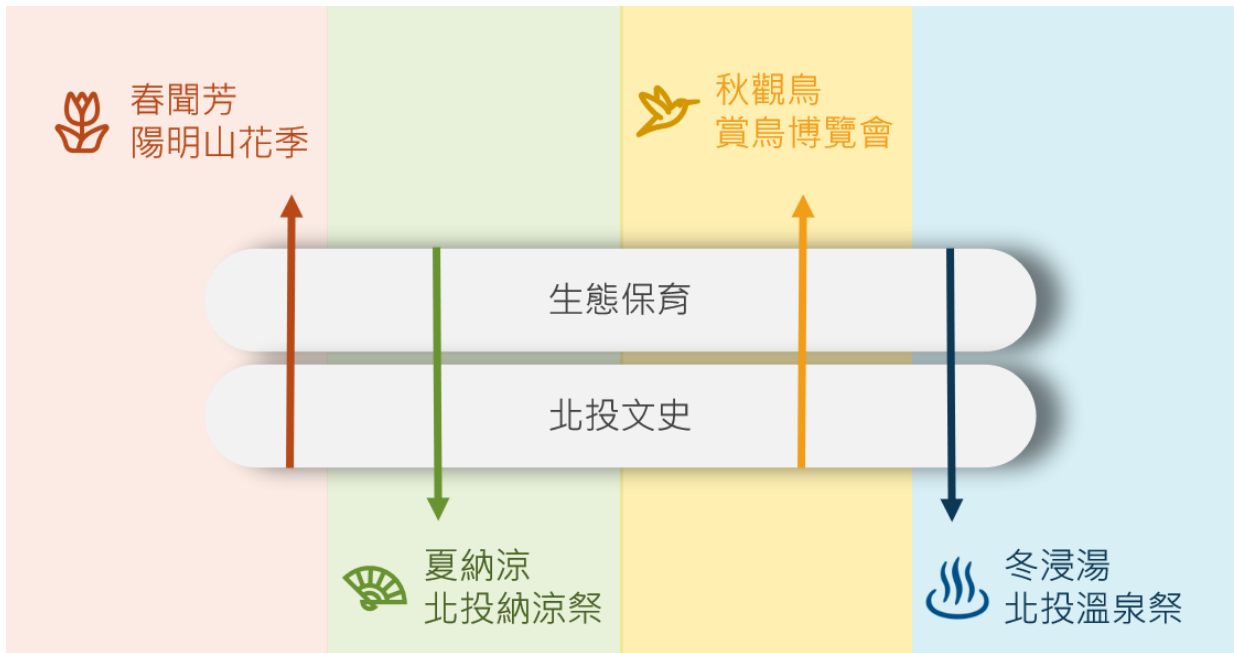 春聞芳
陽明山花季
秋觀鳥
賞鳥博覽會
生態保育
北投文史
夏納涼
北投納涼祭
冬浸湯
北投溫泉祭